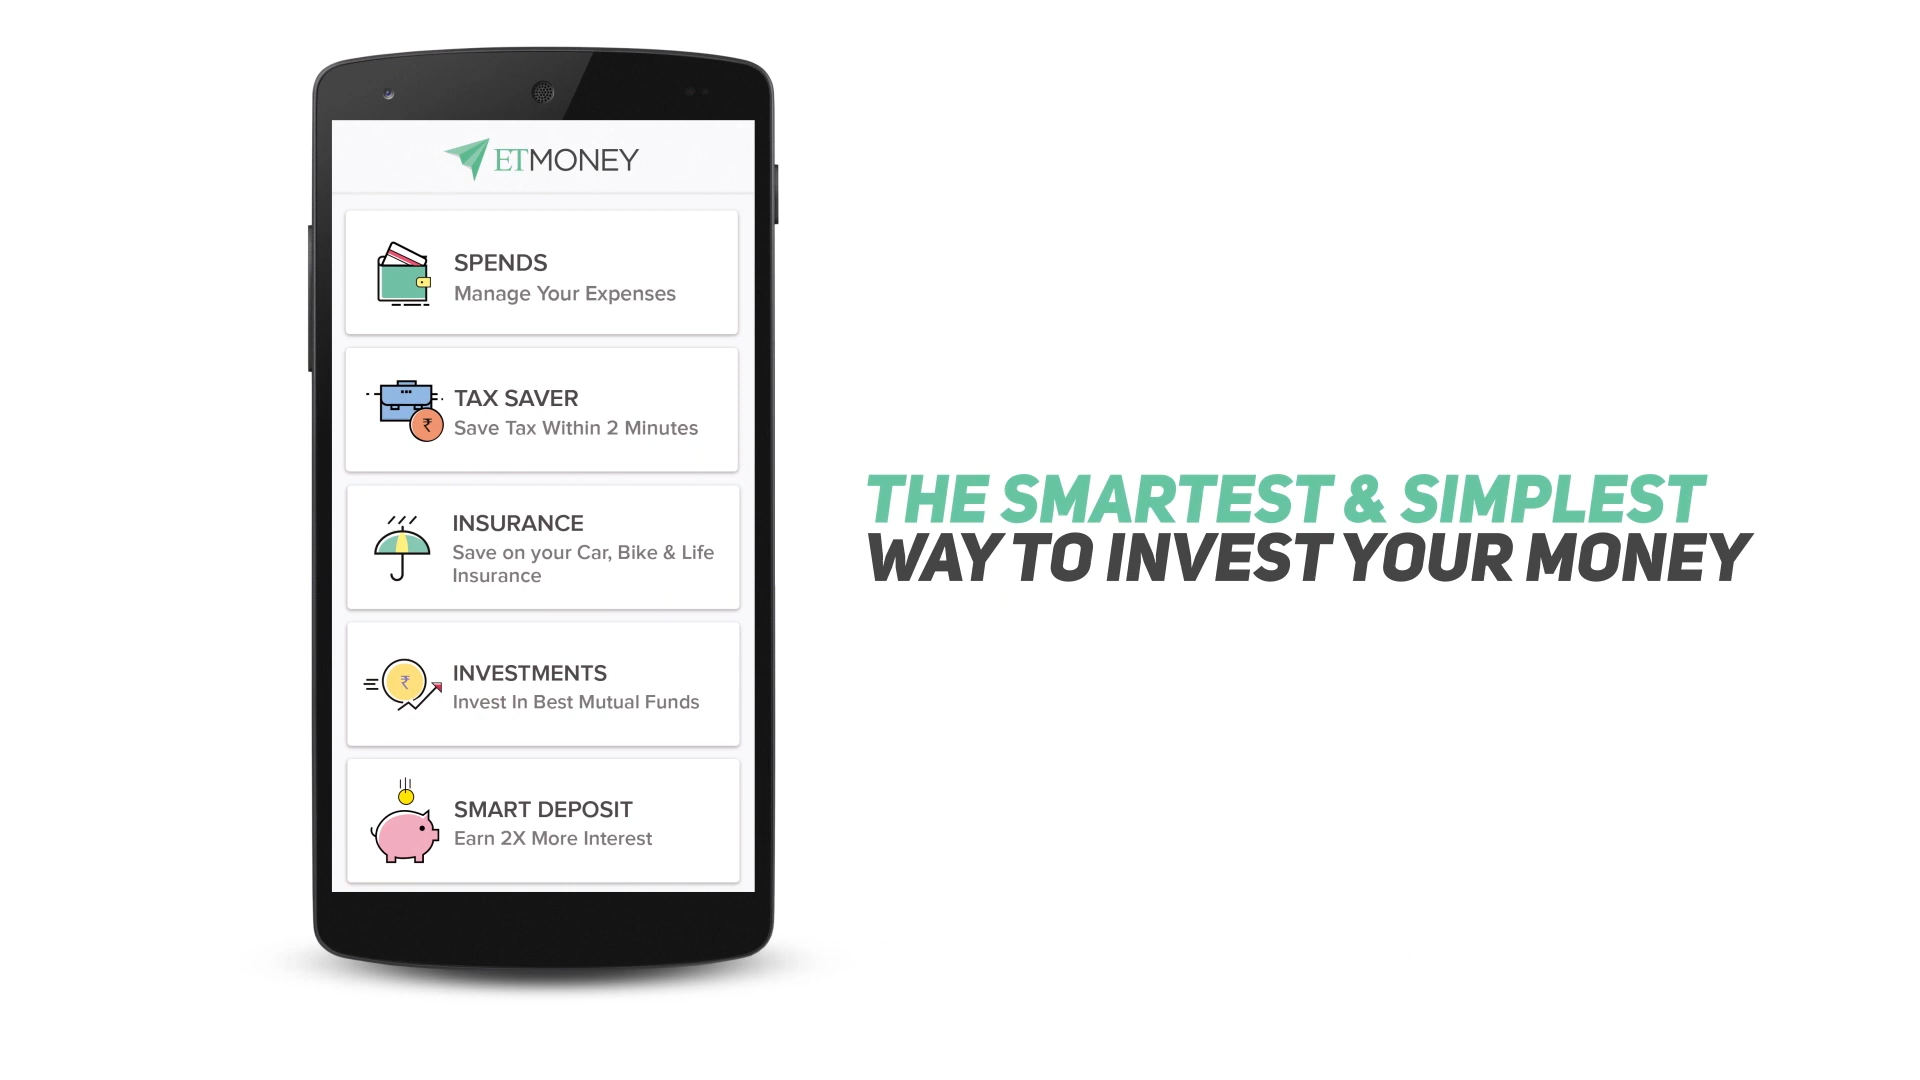 ETMONEY
SPENDS
Manage Your Expenses
TAX SAVER
₹
Save Tax Within 2 Minutes
INSURANCE
Save on your Car, Bike & Life
Insurance
INVESTMENTS
₹
Invest In Best Mutual Funds
SMART DEPOSIT
Earn 2X More Interest
THE SMARTEST & SIMPLEST
WAY TO INVEST YOUR MONEY